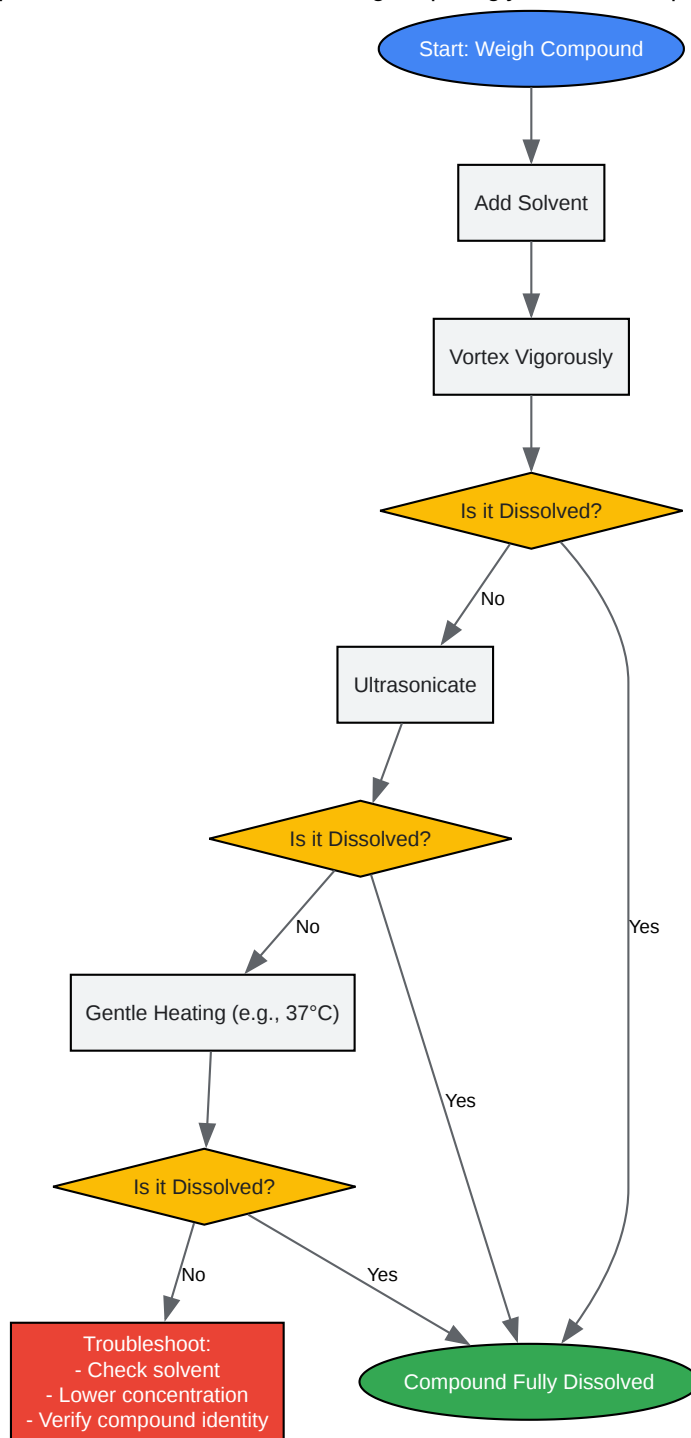 Start: Weigh Compound
Add Solvent
Vortex Vigorously
Is it Dissolved?
No
Ultrasonicate
Is it Dissolved?
Yes
No
Gentle Heating (e.g., 37°C)
Yes
Is it Dissolved?
No
Yes
Troubleshoot:
- Check solvent
- Lower concentration
- Verify compound identity
Compound Fully Dissolved